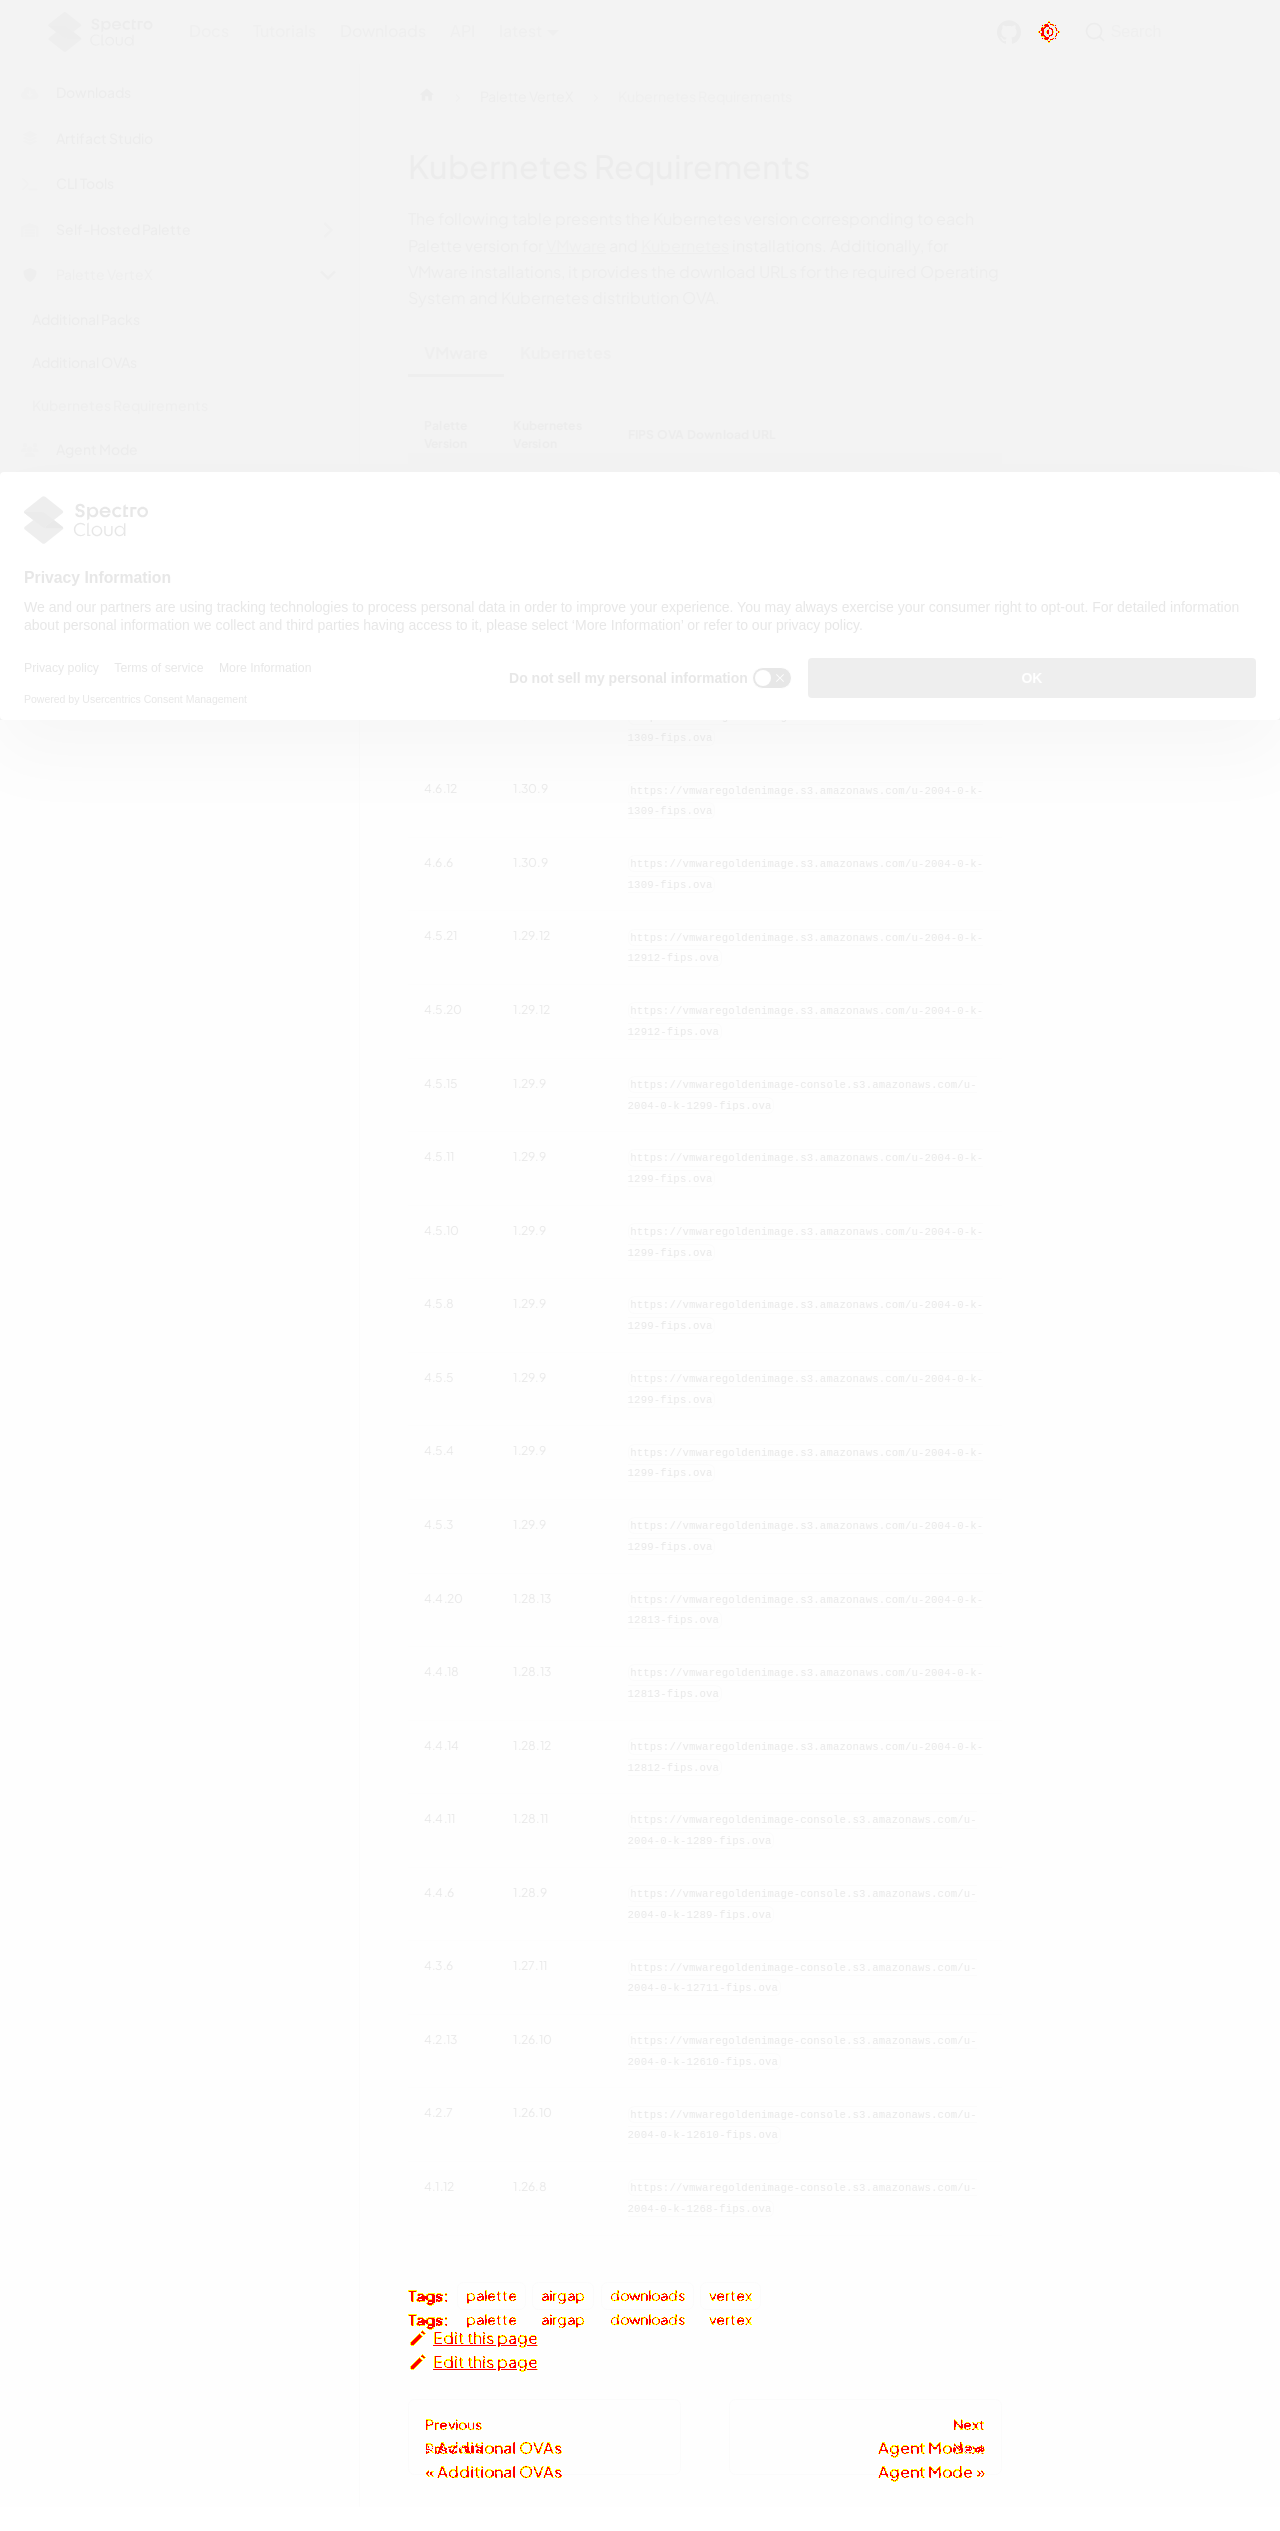 Spectro Cloud Docs Tutorials Downloads API latest Search
Downloads
Artifact Studio
CLI Tools
Self-Hosted Palette
Palette VerteX
Additional Packs
Additional OVAs
Kubernetes Requirements
Agent Mode
Palette VerteX Kubernetes Requirements
Kubernetes Requirements
The following table presents the Kubernetes version corresponding to each
Palette version for VMware and Kubernetes installations. Additionally, for
VMware installations, it provides the download URLs for the required Operating
System and Kubernetes distribution OVA.
VMware Kubernetes
Palette Version Kubernetes Version FIPS OVA Download URL
Spectro
Cloud
Privacy Information
We and our partners are using tracking technologies to process personal data in order to improve your experience. You may always exercise your consumer right to opt-out. For detailed information
about personal information we collect and third parties having access to it, please select 'More Information' or refer to our privacy policy.
Privacy policy Terms of service More Information
Do not sell my personal information OK
Powered by Usercentrics Consent Management
1309-fips.ova
4.6.12 1.30.9 https://vmwaregoldenimage.s3.amazonaws.com/u-2004-0-k-
1309-fips.ova
4.6.6 1.30.9 https://vmwaregoldenimage.s3.amazonaws.com/u-2004-0-k-
1309-fips.ova
4.5.21 1.29.12 https://vmwaregoldenimage.s3.amazonaws.com/u-2004-0-k-
12912-fips.ova
4.5.20 1.29.12 https://vmwaregoldenimage.s3.amazonaws.com/u-2004-0-k-
12912-fips.ova
4.5.15 1.29.9 https://vmwaregoldenimage-console.s3.amazonaws.com/u-
2004-0-k-1299-fips.ova
4.5.11 1.29.9 https://vmwaregoldenimage.s3.amazonaws.com/u-2004-0-k-
1299-fips.ova
4.5.10 1.29.9 https://vmwaregoldenimage.s3.amazonaws.com/u-2004-0-k-
1299-fips.ova
4.5.8 1.29.9 https://vmwaregoldenimage.s3.amazonaws.com/u-2004-0-k-
1299-fips.ova
4.5.5 1.29.9 https://vmwaregoldenimage.s3.amazonaws.com/u-2004-0-k-
1299-fips.ova
4.5.4 1.29.9 https://vmwaregoldenimage.s3.amazonaws.com/u-2004-0-k-
1299-fips.ova
4.5.3 1.29.9 https://vmwaregoldenimage.s3.amazonaws.com/u-2004-0-k-
1299-fips.ova
4.4.20 1.28.13 https://vmwaregoldenimage.s3.amazonaws.com/u-2004-0-k-
12813-fips.ova
4.4.18 1.28.13 https://vmwaregoldenimage.s3.amazonaws.com/u-2004-0-k-
12813-fips.ova
4.4.14 1.28.12 https://vmwaregoldenimage.s3.amazonaws.com/u-2004-0-k-
12812-fips.ova
4.4.11 1.28.11 https://vmwaregoldenimage-console.s3.amazonaws.com/u-
2004-0-k-1289-fips.ova
4.4.6 1.28.9 https://vmwaregoldenimage-console.s3.amazonaws.com/u-
2004-0-k-1289-fips.ova
4.3.6 1.27.11 https://vmwaregoldenimage-console.s3.amazonaws.com/u-
2004-0-k-12711-fips.ova
4.2.13 1.26.10 https://vmwaregoldenimage-console.s3.amazonaws.com/u-
2004-0-k-12610-fips.ova
4.2.7 1.26.10 https://vmwaregoldenimage-console.s3.amazonaws.com/u-
2004-0-k-12610-fips.ova
4.1.12 1.26.8 https://vmwaregoldenimage-console.s3.amazonaws.com/u-
2004-0-k-1268-fips.ova
Tags: palette airgap downloads vertex
Tags: palette airgap downloads vertex
Edit this page
Edit this page
Previous Next
« Additional OVAs Agent Mode »
« Additional OVAs Agent Mode »